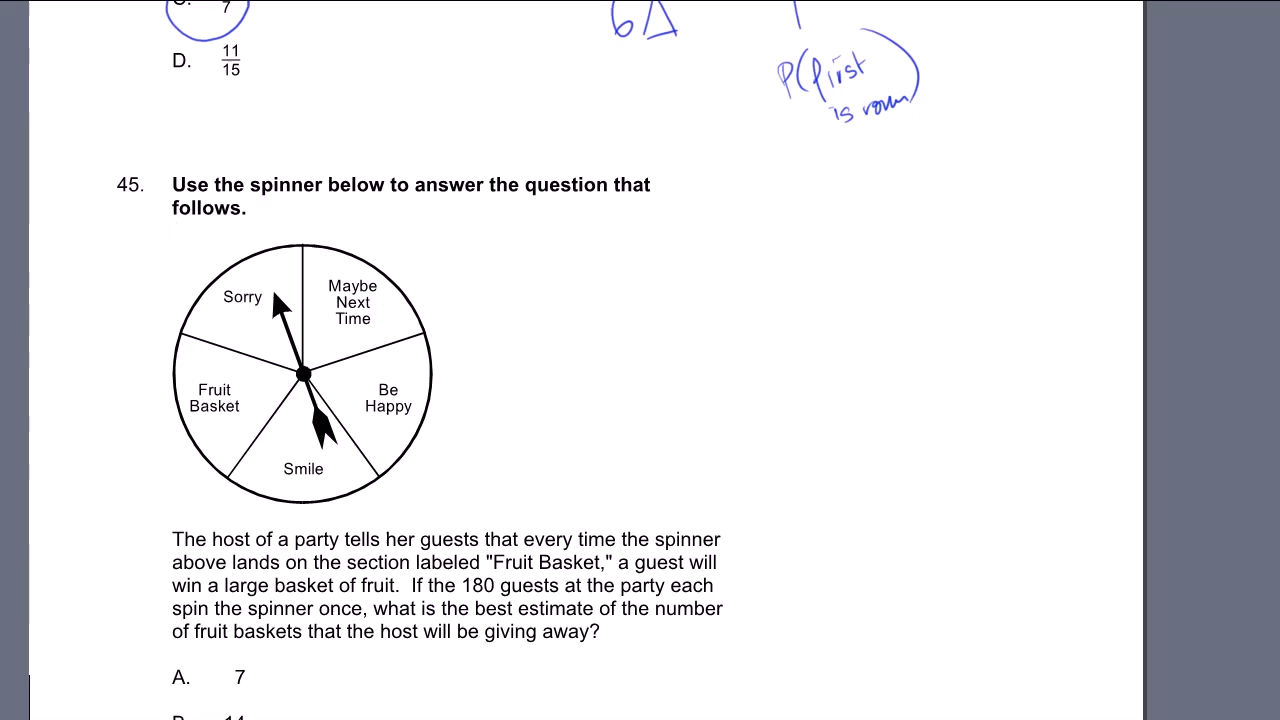 7
6Δ
D. 11/15
P(first
is roun)
45. Use the spinner below to answer the question that
follows.
Sorry
Maybe
Next
Time
Fruit
Basket
Be
Happy
Smile
The host of a party tells her guests that every time the spinner
above lands on the section labeled "Fruit Basket," a guest will
win a large basket of fruit. If the 180 guests at the party each
spin the spinner once, what is the best estimate of the number
of fruit baskets that the host will be giving away?
A. 7